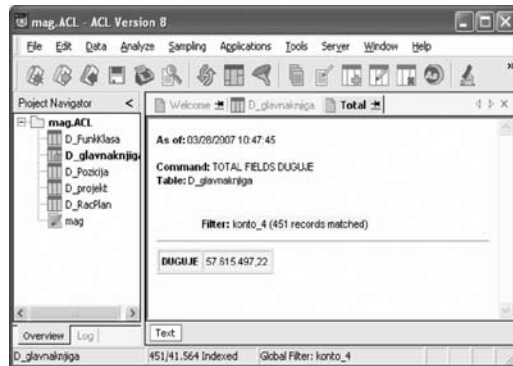 mag.ACL - ACL Version 8
File Edit Data Analyze Sampling Applications Tools Server Window Help
Project Navigator <
Welcome D_glavnaknjiga Total
mag.ACL
D_FunkKlasa
D_glavnaknjiga
D_Pozicija
D_projekt
D_RacPlan
mag
As of: 03/28/2007 10:47:45
Command: TOTAL FIELDS DUGUJE
Table: D_glavnaknjiga
Filter: konto_4 (451 records matched)
DUGUJE 57.615.497,22
Overview Log
Text
D_glavnaknjiga 451/41.564 Indexed Global Filter: konto_4